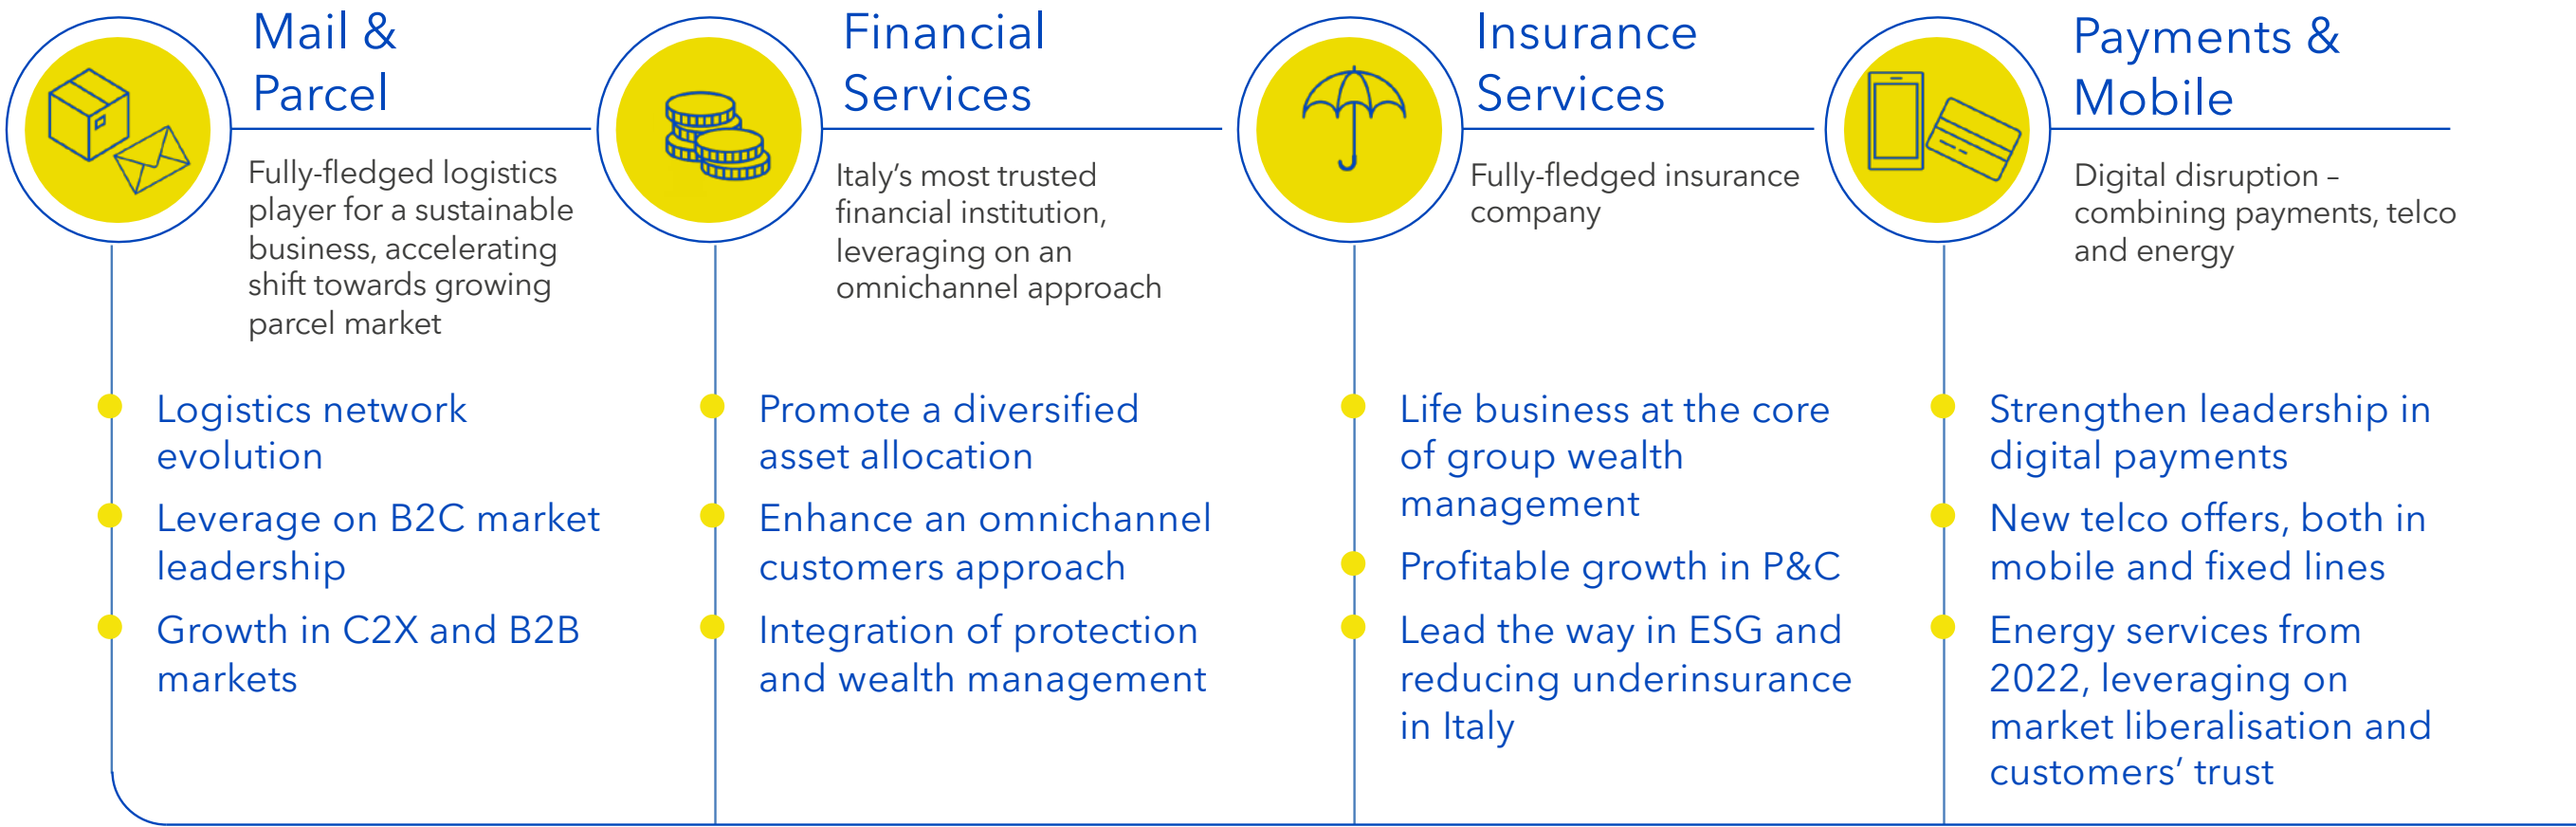 Mail &
Parcel
Fully-fledged logistics
player for a sustainable
business, accelerating
shift towards growing
parcel market
Logistics network
evolution
Leverage on B2C market
leadership
Growth in C2X and B2B
markets
Financial
Services
Italy’s most trusted
financial institution,
leveraging on an
omnichannel approach
Promote a diversified
asset allocation
Enhance an omnichannel
customers approach
Integration of protection
and wealth management
Insurance
Services
Fully-fledged insurance
company
Life business at the core
of group wealth
management
Profitable growth in P&C
Lead the way in ESG and
reducing underinsurance
in Italy
Payments &
Mobile
Digital disruption –
combining payments, telco
and energy
Strengthen leadership in
digital payments
New telco offers, both in
mobile and fixed lines
Energy services from
2022, leveraging on
market liberalisation and
customers’ trust